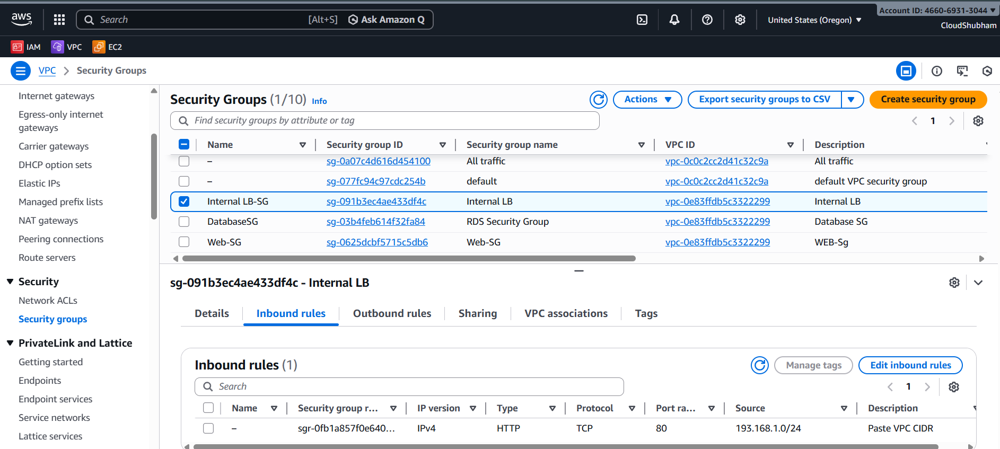 aws
Search [Alt+S] Ask Amazon Q
United States (Oregon)
Account ID: 4660-6931-3044
CloudShubham
IAM VPC EC2
VPC Security Groups
Internet gateways
Egress-only internet
gateways
Carrier gateways
DHCP option sets
Elastic IPs
Managed prefix lists
NAT gateways
Peering connections
Route servers
Security
Network ACLs
Security groups
PrivateLink and Lattice
Getting started
Endpoints
Endpoint services
Service networks
Lattice services
Security Groups (1/10) Info
Actions Export security groups to CSV Create security group
Find security groups by attribute or tag
1
Name Security group ID Security group name VPC ID Description
– sg-0a07c4d616d454100 All traffic vpc-0c0c2cc2d41c32c9a All traffic
– sg-077fc94c97cdc254b default vpc-0c0c2cc2d41c32c9a default VPC security group
Internal LB-SG sg-091b3ec4ae433df4c Internal LB vpc-0e83ffdb5c3322299 Internal LB
DatabaseSG sg-03b4feb614f32fa84 RDS Security Group vpc-0e83ffdb5c3322299 Database SG
Web-SG sg-0625dcbf5715c5db6 Web-SG vpc-0e83ffdb5c3322299 WEB-Sg
sg-091b3ec4ae433df4c - Internal LB
Details Inbound rules Outbound rules Sharing VPC associations Tags
Inbound rules (1)
Manage tags Edit inbound rules
Search
1
Name Security group r... IP version Type Protocol Port ra... Source Description
– sgr-0fb1a857f0e640... IPv4 HTTP TCP 80 193.168.1.0/24 Paste VPC CIDR